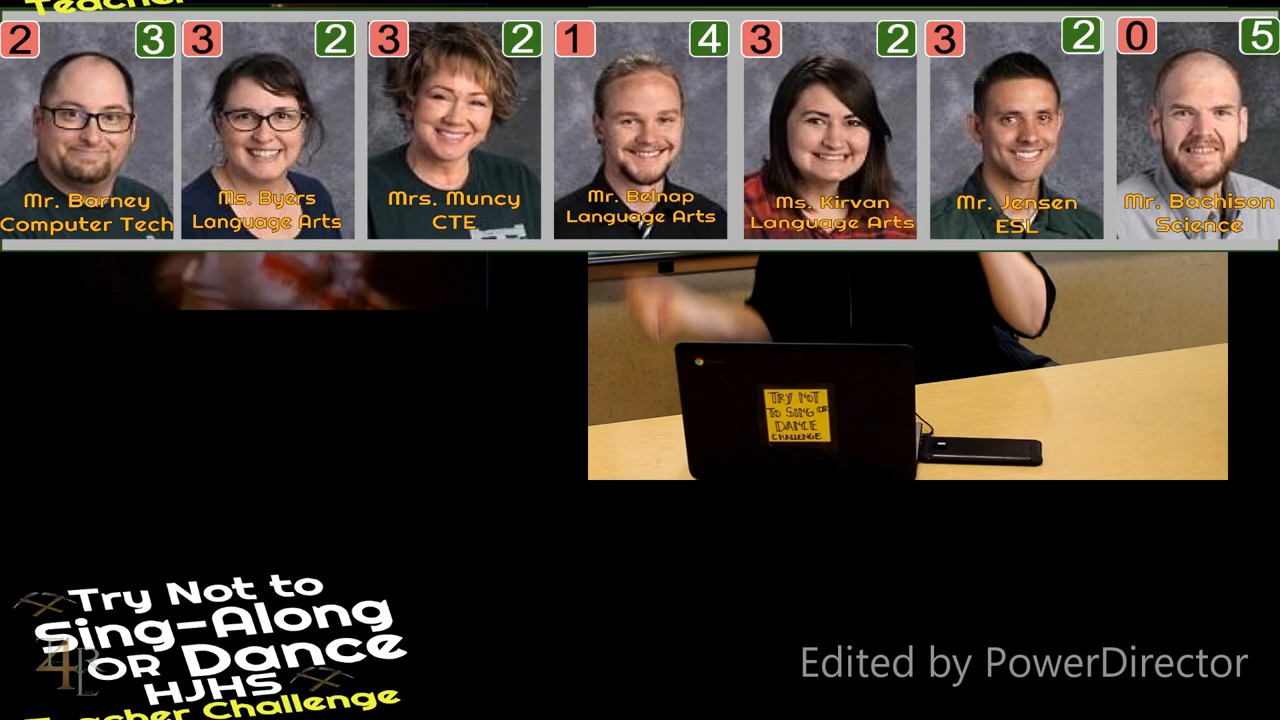 Teacher
2 3 3 2 3 2 1 4 3 2 3 2 0 5
Mr. Barney
Computer Tech
Ms. Byers
Language Arts
Mrs. Muncy
CTE
Mr. Belnap
Language Arts
Ms. Kirvan
Language Arts
Mr. Jensen
ESL
Mr. Bachison
Science
TRY NOT
TO SING OR
DANCE
CHALLENGE
Try Not to
Sing-Along
OR Dance
HJHS
Teacher Challenge
Edited by PowerDirector